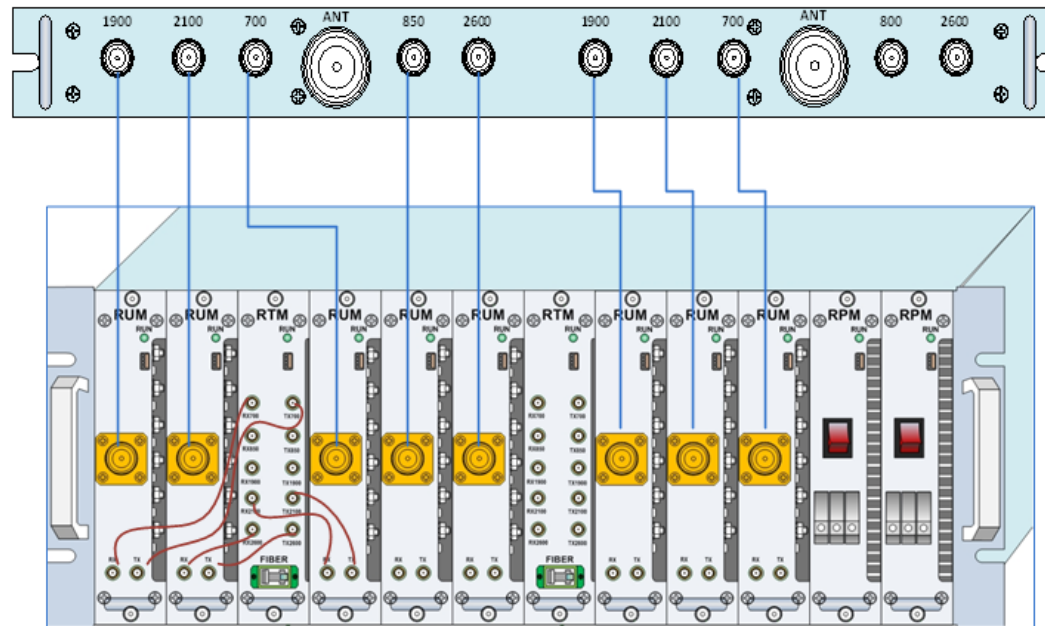 1900 2100 700 ANT 850 2600 1900 2100 700 ANT 800 2600
RUM RUM RTM RUM RUM RUM RTM RUM RUM RUM RPM RPM
RUN RUN RUN RUN RUN RUN RUN RUN RUN RUN RUN RUN
RX700 TX700 RX700 TX700
RX850 TX850 RX850 TX850
RX1900 TX1900 RX1900 TX1900
RX2100 TX2100 RX2100 TX2100
RX2600 TX2600 RX2600 TX2600
RX TX RX TX FIBER RX TX RX TX RX TX FIBER RX TX RX TX RX TX